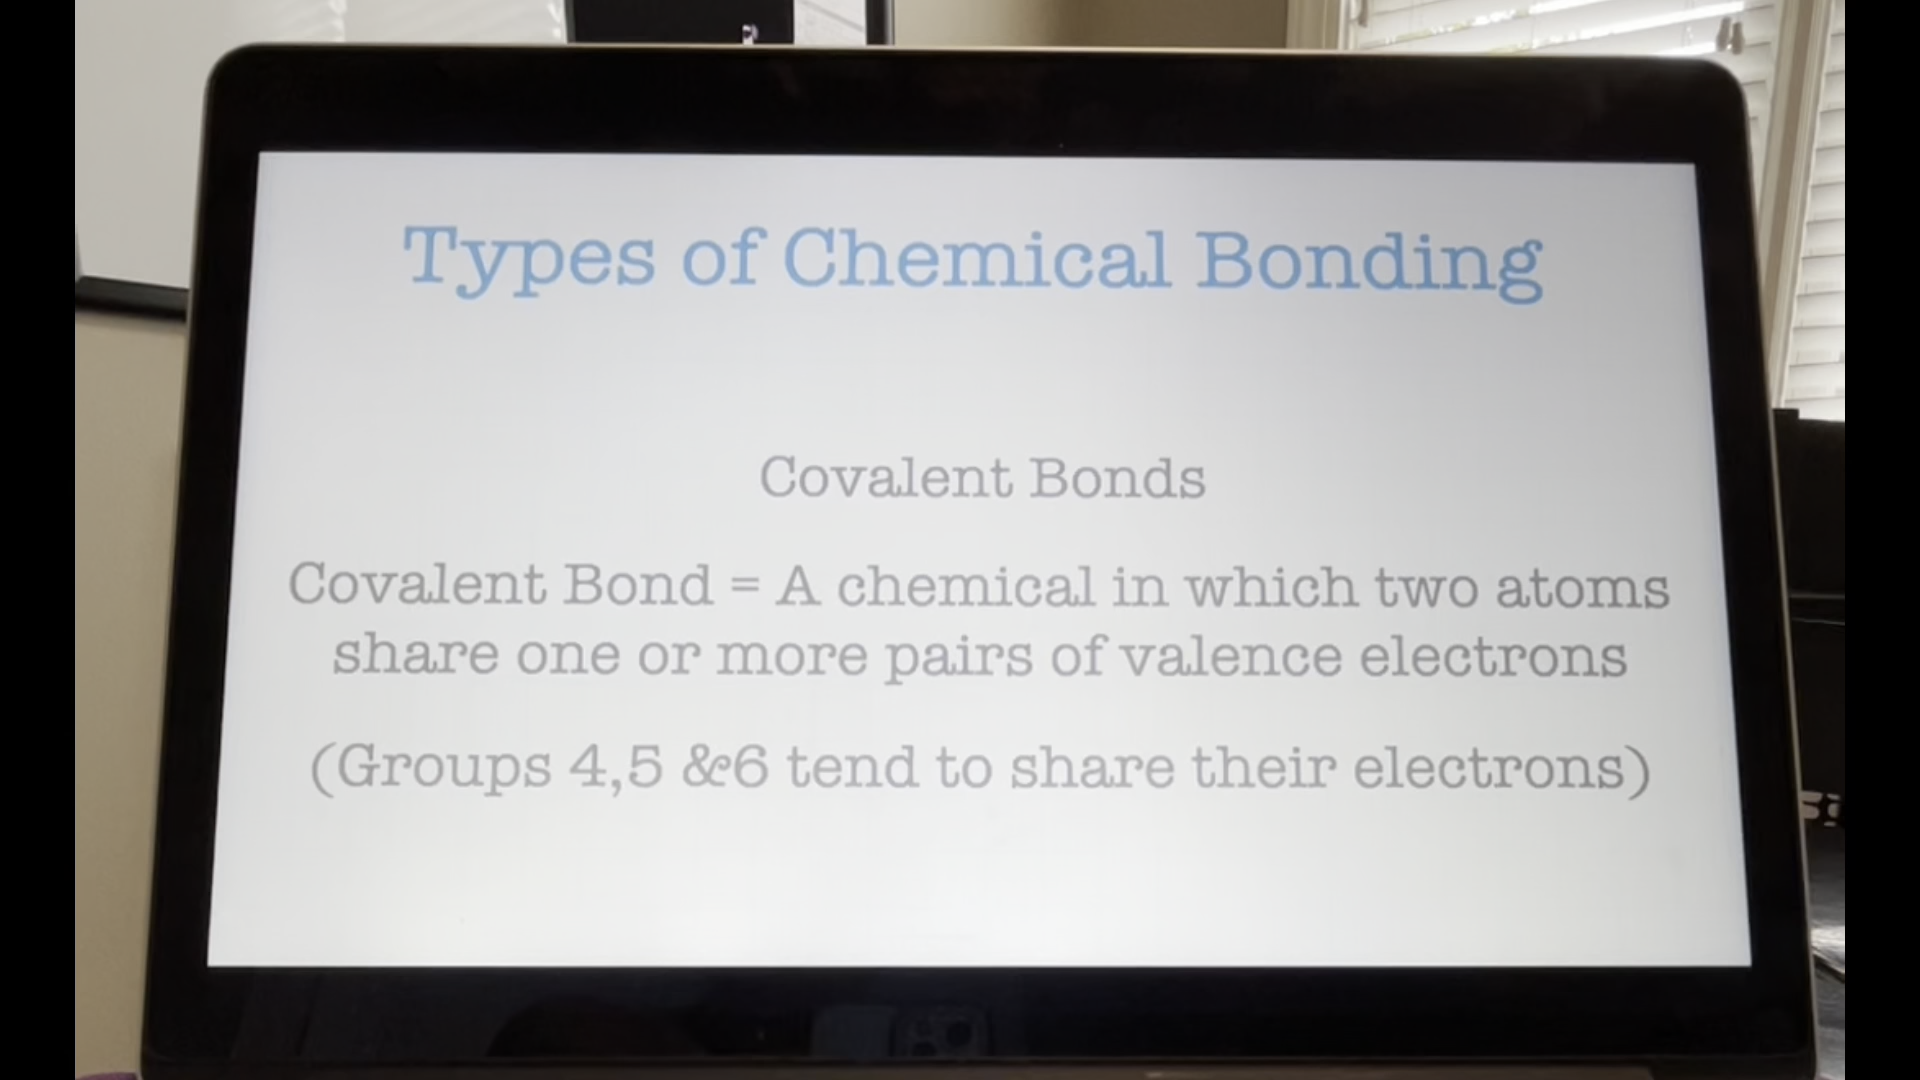 Types of Chemical Bonding
Covalent Bonds
Covalent Bond = A chemical in which two atoms
share one or more pairs of valence electrons
(Groups 4,5 &6 tend to share their electrons)